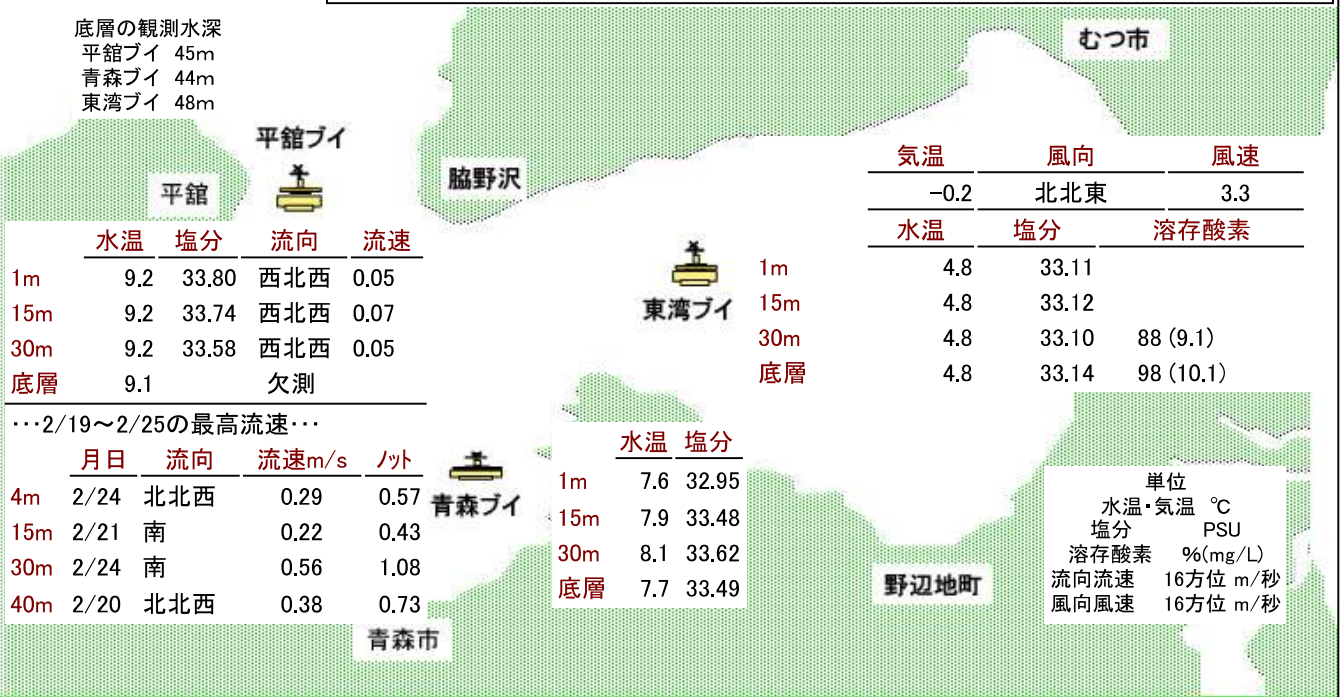 底層の観測水深
平舘ブイ 45m
青森ブイ 44m
東湾ブイ 48m
むつ市
平舘ブイ
平舘
脇野沢
気温 風向 風速
-0.2 北北東 3.3
水温 塩分 溶存酸素
1m 4.8 33.11
15m 4.8 33.12
30m 4.8 33.10 88 (9.1)
底層 4.8 33.14 98 (10.1)
東湾ブイ
水温 塩分 流向 流速
1m 9.2 33.80 西北西 0.05
15m 9.2 33.74 西北西 0.07
30m 9.2 33.58 西北西 0.05
底層 9.1 欠測
…2/19～2/25の最高流速…
月日 流向 流速m/s ノット
4m 2/24 北北西 0.29 0.57
15m 2/21 南 0.22 0.43
30m 2/24 南 0.56 1.08
40m 2/20 北北西 0.38 0.73
青森ブイ
水温 塩分
1m 7.6 32.95
15m 7.9 33.48
30m 8.1 33.62
底層 7.7 33.49
野辺地町
青森市
単位
水温・気温 ℃
塩分 PSU
溶存酸素 %(mg/L)
流向流速 16方位 m/秒
風向風速 16方位 m/秒